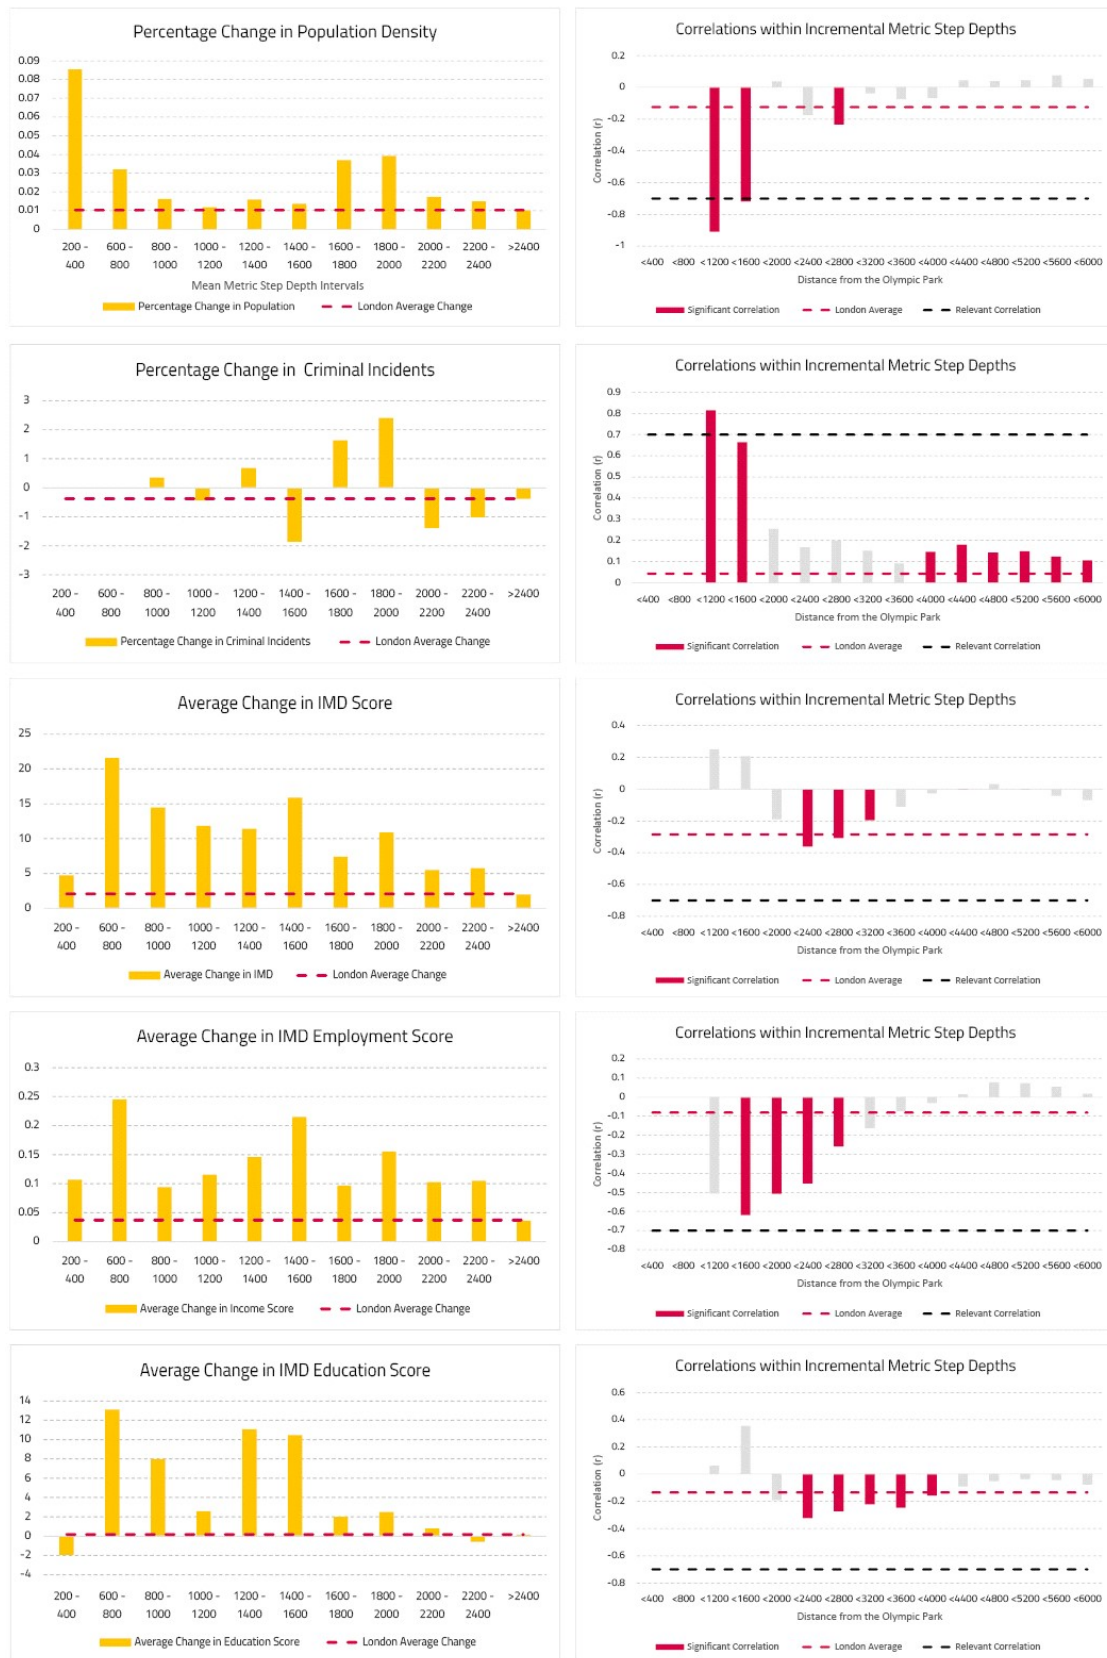 Percentage Change in Population Density
0.09
0.08
0.07
0.06
0.05
0.04
0.03
0.02
0.01
0
200 - 600 - 800 - 1000 - 1200 - 1400 - 1600 - 1800 - 2000 - 2200 - >2400
400 800 1000 1200 1400 1600 1800 2000 2200 2400
Mean Metric Step Depth Intervals
Percentage Change in Population London Average Change
Correlations within Incremental Metric Step Depths
0.2
0
-0.2
-0.4
-0.6
-0.8
-1
Correlation (r)
<400 <800 <1200 <1600 <2000 <2400 <2800 <3200 <3600 <4000 <4400 <4800 <5200 <5600 <6000
Distance from the Olympic Park
Significant Correlation London Average Relevant Correlation
Percentage Change in Criminal Incidents
3
2
1
0
-1
-2
-3
200 - 600 - 800 - 1000 - 1200 - 1400 - 1600 - 1800 - 2000 - 2200 - >2400
400 800 1000 1200 1400 1600 1800 2000 2200 2400
Percentage Change in Criminal Incidents London Average Change
Correlations within Incremental Metric Step Depths
0.9
0.8
0.7
0.6
0.5
0.4
0.3
0.2
0.1
0
Correlation (r)
<400 <800 <1200 <1600 <2000 <2400 <2800 <3200 <3600 <4000 <4400 <4800 <5200 <5600 <6000
Distance from the Olympic Park
Significant Correlation London Average Relevant Correlation
Average Change in IMD Score
25
20
15
10
5
0
200 - 600 - 800 - 1000 - 1200 - 1400 - 1600 - 1800 - 2000 - 2200 - >2400
400 800 1000 1200 1400 1600 1800 2000 2200 2400
Average Change in IMD London Average Change
Correlations within Incremental Metric Step Depths
0.4
0.2
0
-0.2
-0.4
-0.6
-0.8
Correlation (r)
<400 <800 <1200 <1600 <2000 <2400 <2800 <3200 <3600 <4000 <4400 <4800 <5200 <5600 <6000
Distance from the Olympic Park
Significant Correlation London Average Relevant Correlation
Average Change in IMD Employment Score
0.3
0.25
0.2
0.15
0.1
0.05
0
200 - 600 - 800 - 1000 - 1200 - 1400 - 1600 - 1800 - 2000 - 2200 - >2400
400 800 1000 1200 1400 1600 1800 2000 2200 2400
Average Change in Income Score London Average Change
Correlations within Incremental Metric Step Depths
0.2
0.1
0
-0.1
-0.2
-0.3
-0.4
-0.5
-0.6
-0.7
-0.8
Correlation (r)
<400 <800 <1200 <1600 <2000 <2400 <2800 <3200 <3600 <4000 <4400 <4800 <5200 <5600 <6000
Distance from the Olympic Park
Significant Correlation London Average Relevant Correlation
Average Change in IMD Education Score
14
12
10
8
6
4
2
0
-2
-4
200 - 600 - 800 - 1000 - 1200 - 1400 - 1600 - 1800 - 2000 - 2200 - >2400
400 800 1000 1200 1400 1600 1800 2000 2200 2400
Average Change in Education Score London Average Change
Correlations within Incremental Metric Step Depths
0.6
0.4
0.2
0
-0.2
-0.4
-0.6
-0.8
Correlation (r)
<400 <800 <1200 <1600 <2000 <2400 <2800 <3200 <3600 <4000 <4400 <4800 <5200 <5600 <6000
Distance from the Olympic Park
Significant Correlation London Average Relevant Correlation